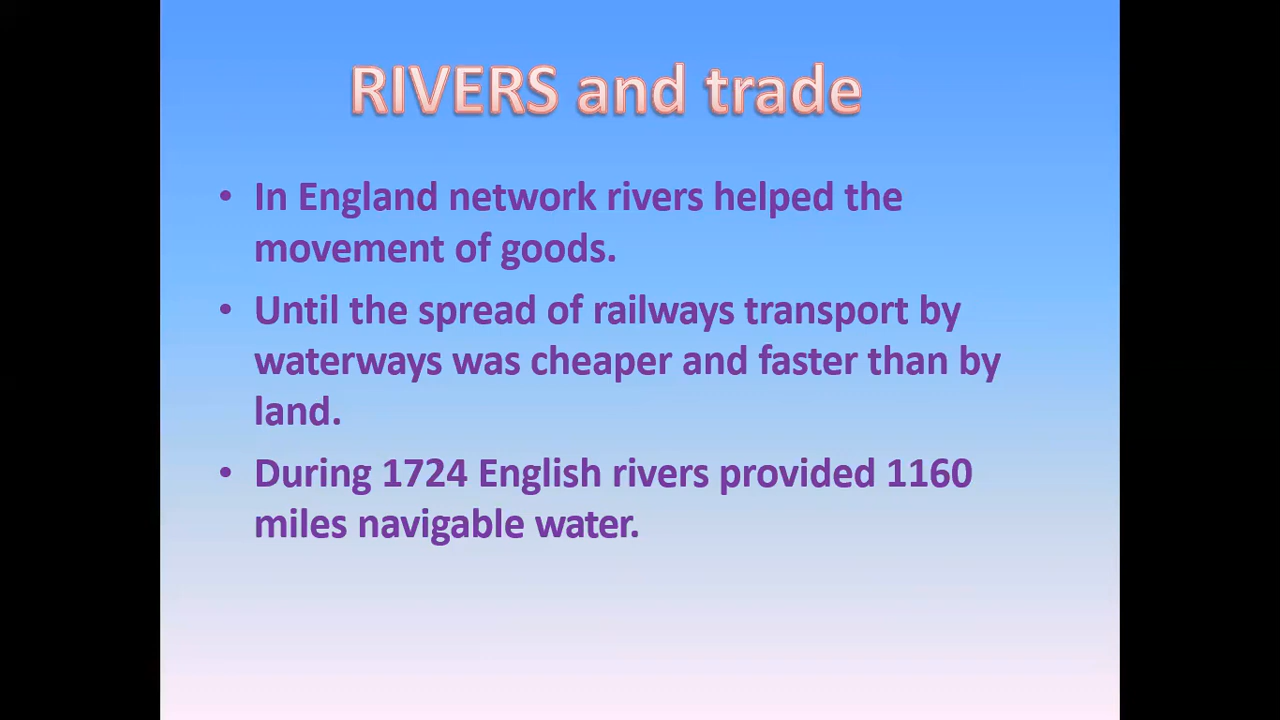 RIVERS and trade
• In England network rivers helped the
movement of goods.
• Until the spread of railways transport by
waterways was cheaper and faster than by
land.
• During 1724 English rivers provided 1160
miles navigable water.